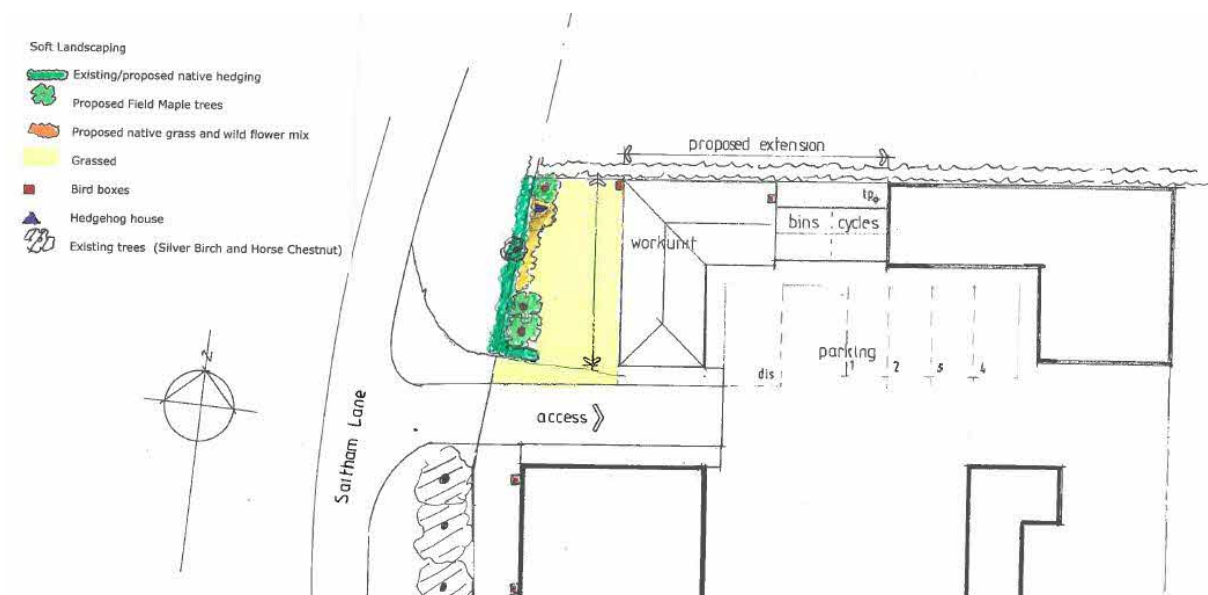 Soft Landscaping
Existing/proposed native hedging
Proposed Field Maple trees
Proposed native grass and wild flower mix
Grassed
Bird boxes
Hedgehog house
Existing trees (Silver Birch and Horse Chestnut)
proposed extension
tp
workunit
bins
cycles
parking
dis
1
2
3
4
access
Saltham Lane